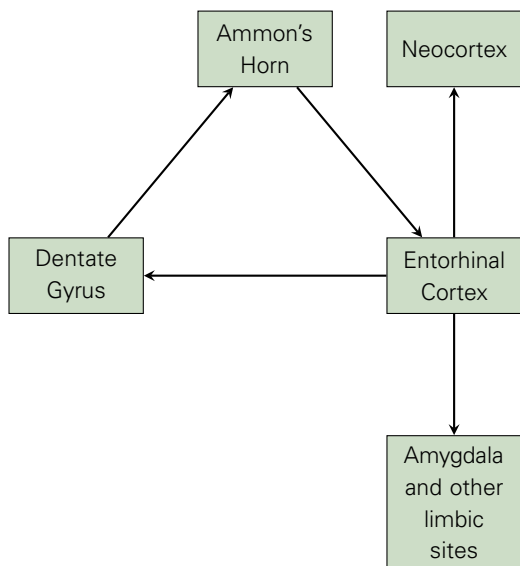 Ammon's
Horn
Neocortex
Dentate
Gyrus
Entorhinal
Cortex
Amygdala
and other
limbic
sites